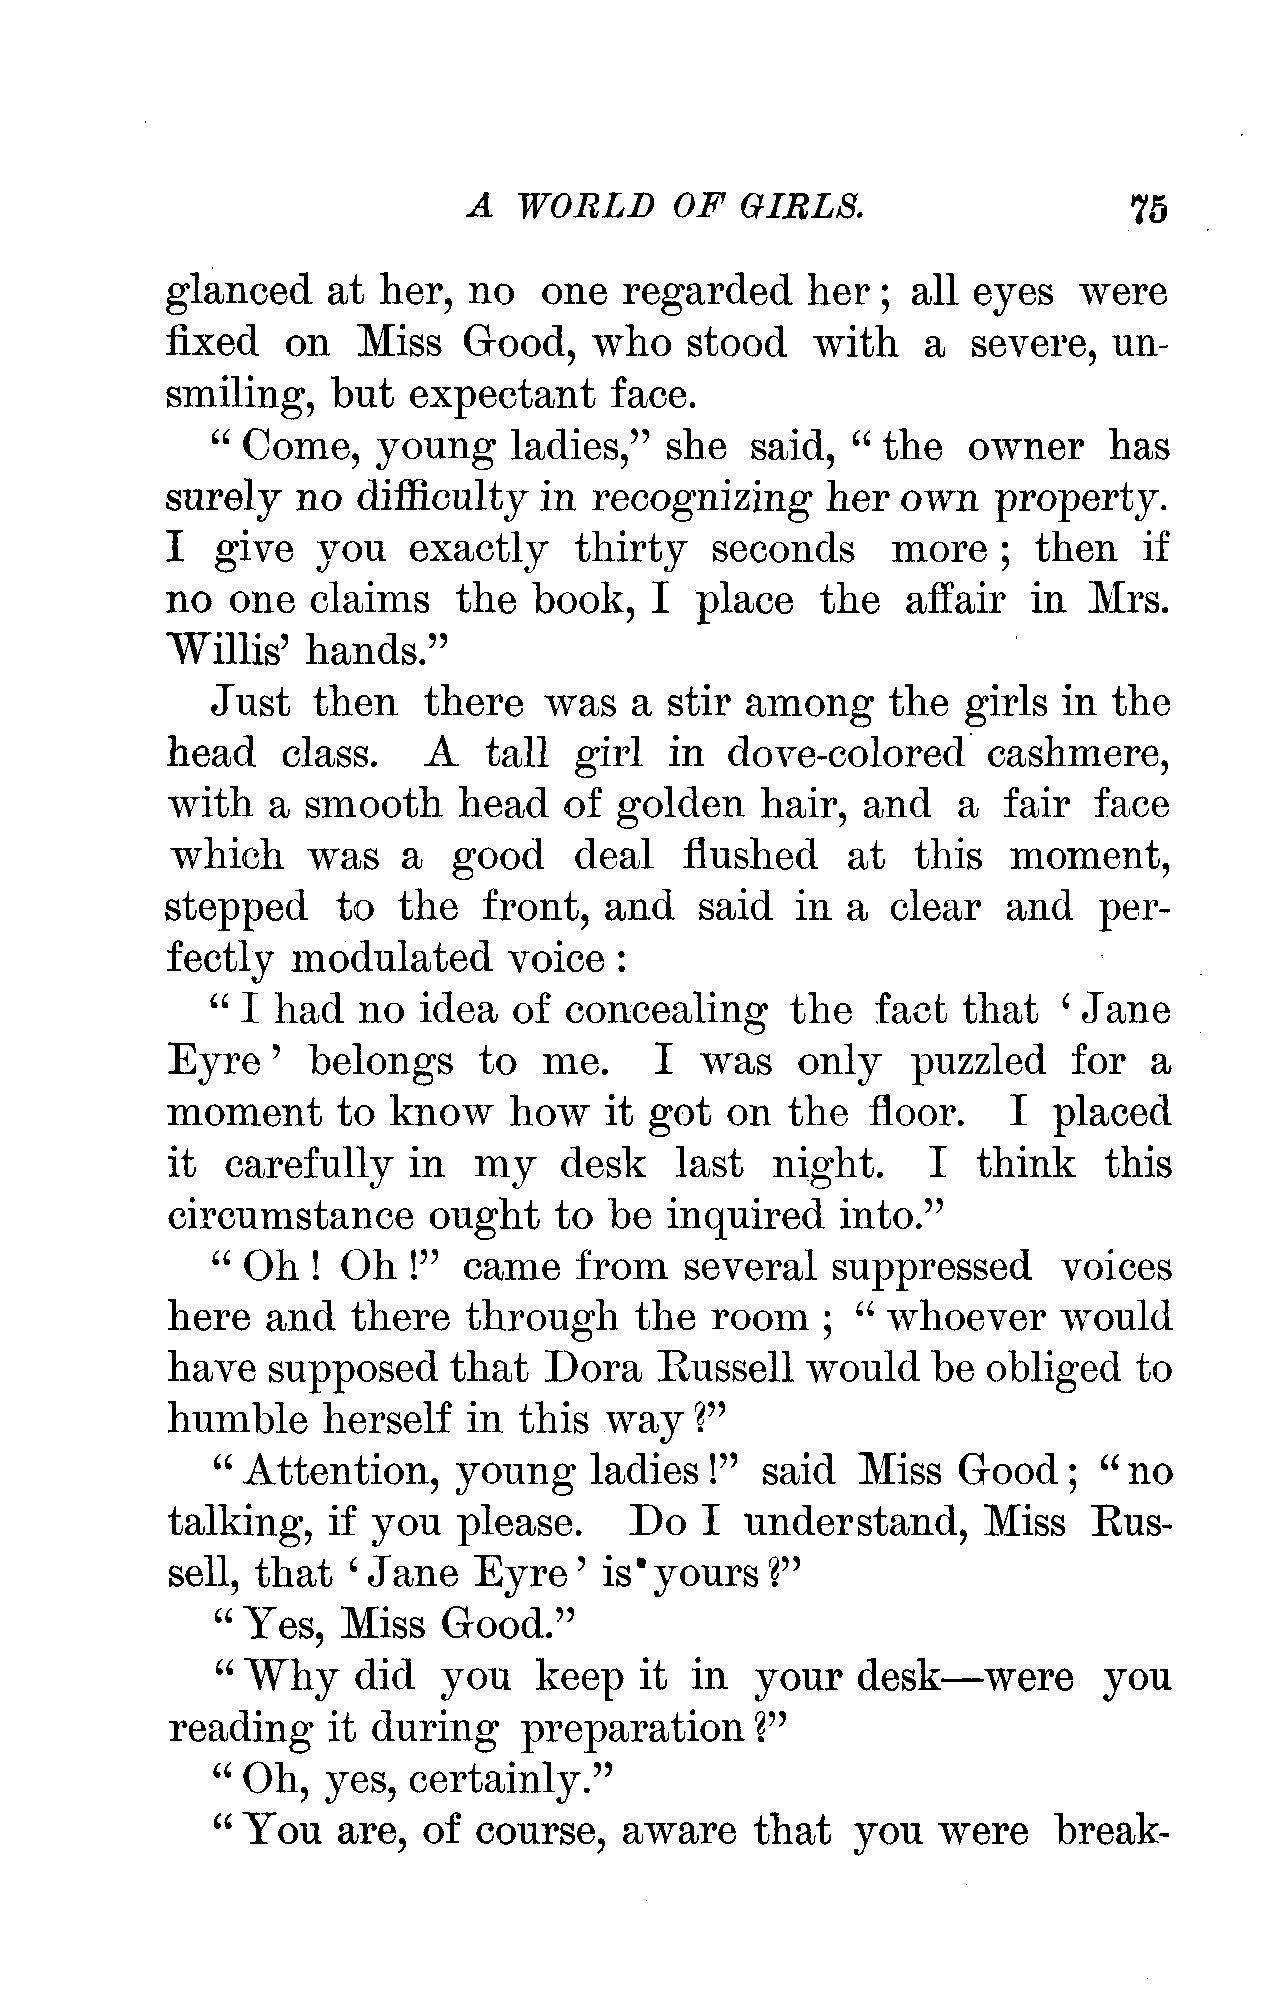 A WORLD OF GIRLS. 75
glanced at her, no one regarded her; all eyes were
fixed on Miss Good, who stood with a severe, un-
smiling, but expectant face.
“Come, young ladies,” she said, “the owner has
surely no difficulty in recognizing her own property.
I give you exactly thirty seconds more; then if
no one claims the book, I place the affair in Mrs.
Willis’ hands.”
Just then there was a stir among the girls in the
head class. A tall girl in dove-colored cashmere,
with a smooth head of golden hair, and a fair face
which was a good deal flushed at this moment,
stepped to the front, and said in a clear and per-
fectly modulated voice:
“I had no idea of concealing the fact that ‘Jane
Eyre’ belongs to me. I was only puzzled for a
moment to know how it got on the floor. I placed
it carefully in my desk last night. I think this
circumstance ought to be inquired into.”
“Oh! Oh!” came from several suppressed voices
here and there through the room; “whoever would
have supposed that Dora Russell would be obliged to
humble herself in this way?”
“Attention, young ladies!” said Miss Good; “no
talking, if you please. Do I understand, Miss Rus-
sell, that ‘Jane Eyre’ is yours?”
“Yes, Miss Good.”
“Why did you keep it in your desk—were you
reading it during preparation?”
“Oh, yes, certainly.”
“You are, of course, aware that you were break-